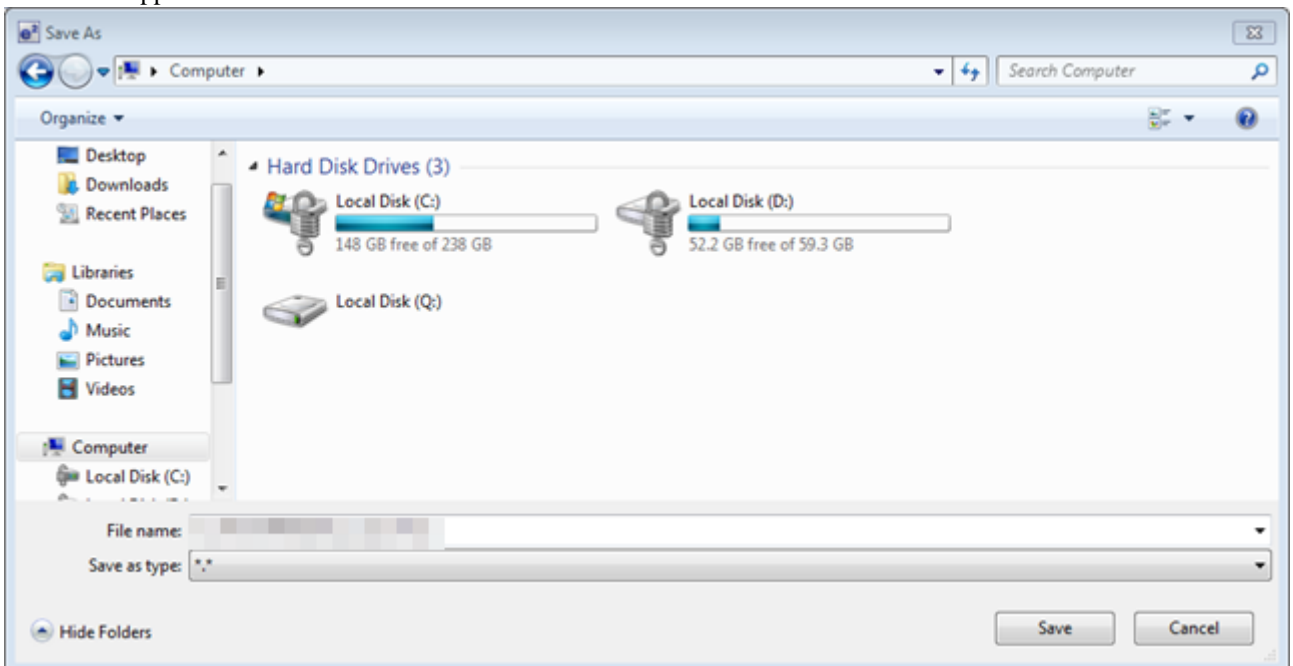 Save As
Computer
Search Computer
Organize
Desktop
Downloads
Recent Places
Libraries
Documents
Music
Pictures
Videos
Computer
Local Disk (C:)
Hard Disk Drives (3)
Local Disk (C:)
148 GB free of 238 GB
Local Disk (D:)
52.2 GB free of 59.3 GB
Local Disk (Q:)
File name:
Save as type: *.*
Hide Folders
Save
Cancel